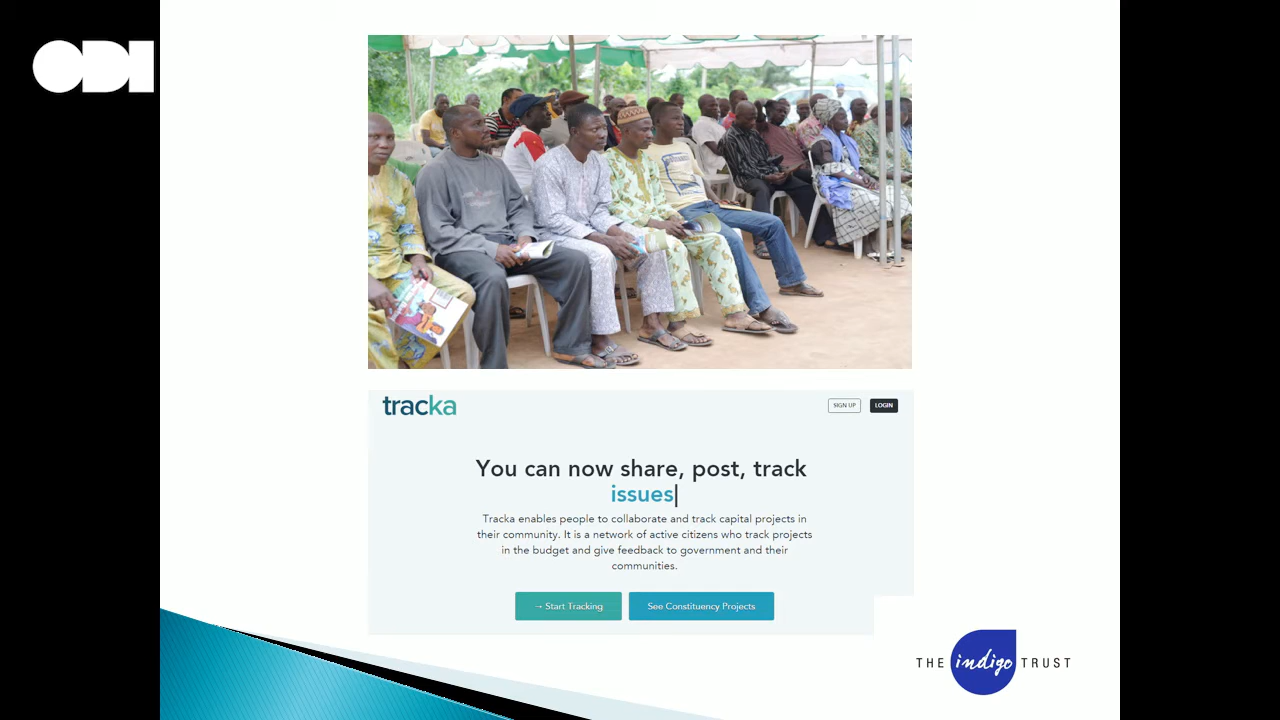 ODI
tracka
SIGN UP
LOGIN
You can now share, post, track
issues|
Tracka enables people to collaborate and track capital projects in
their community. It is a network of active citizens who track projects
in the budget and give feedback to government and their
communities.
→ Start Tracking
See Constituency Projects
THE indigo TRUST